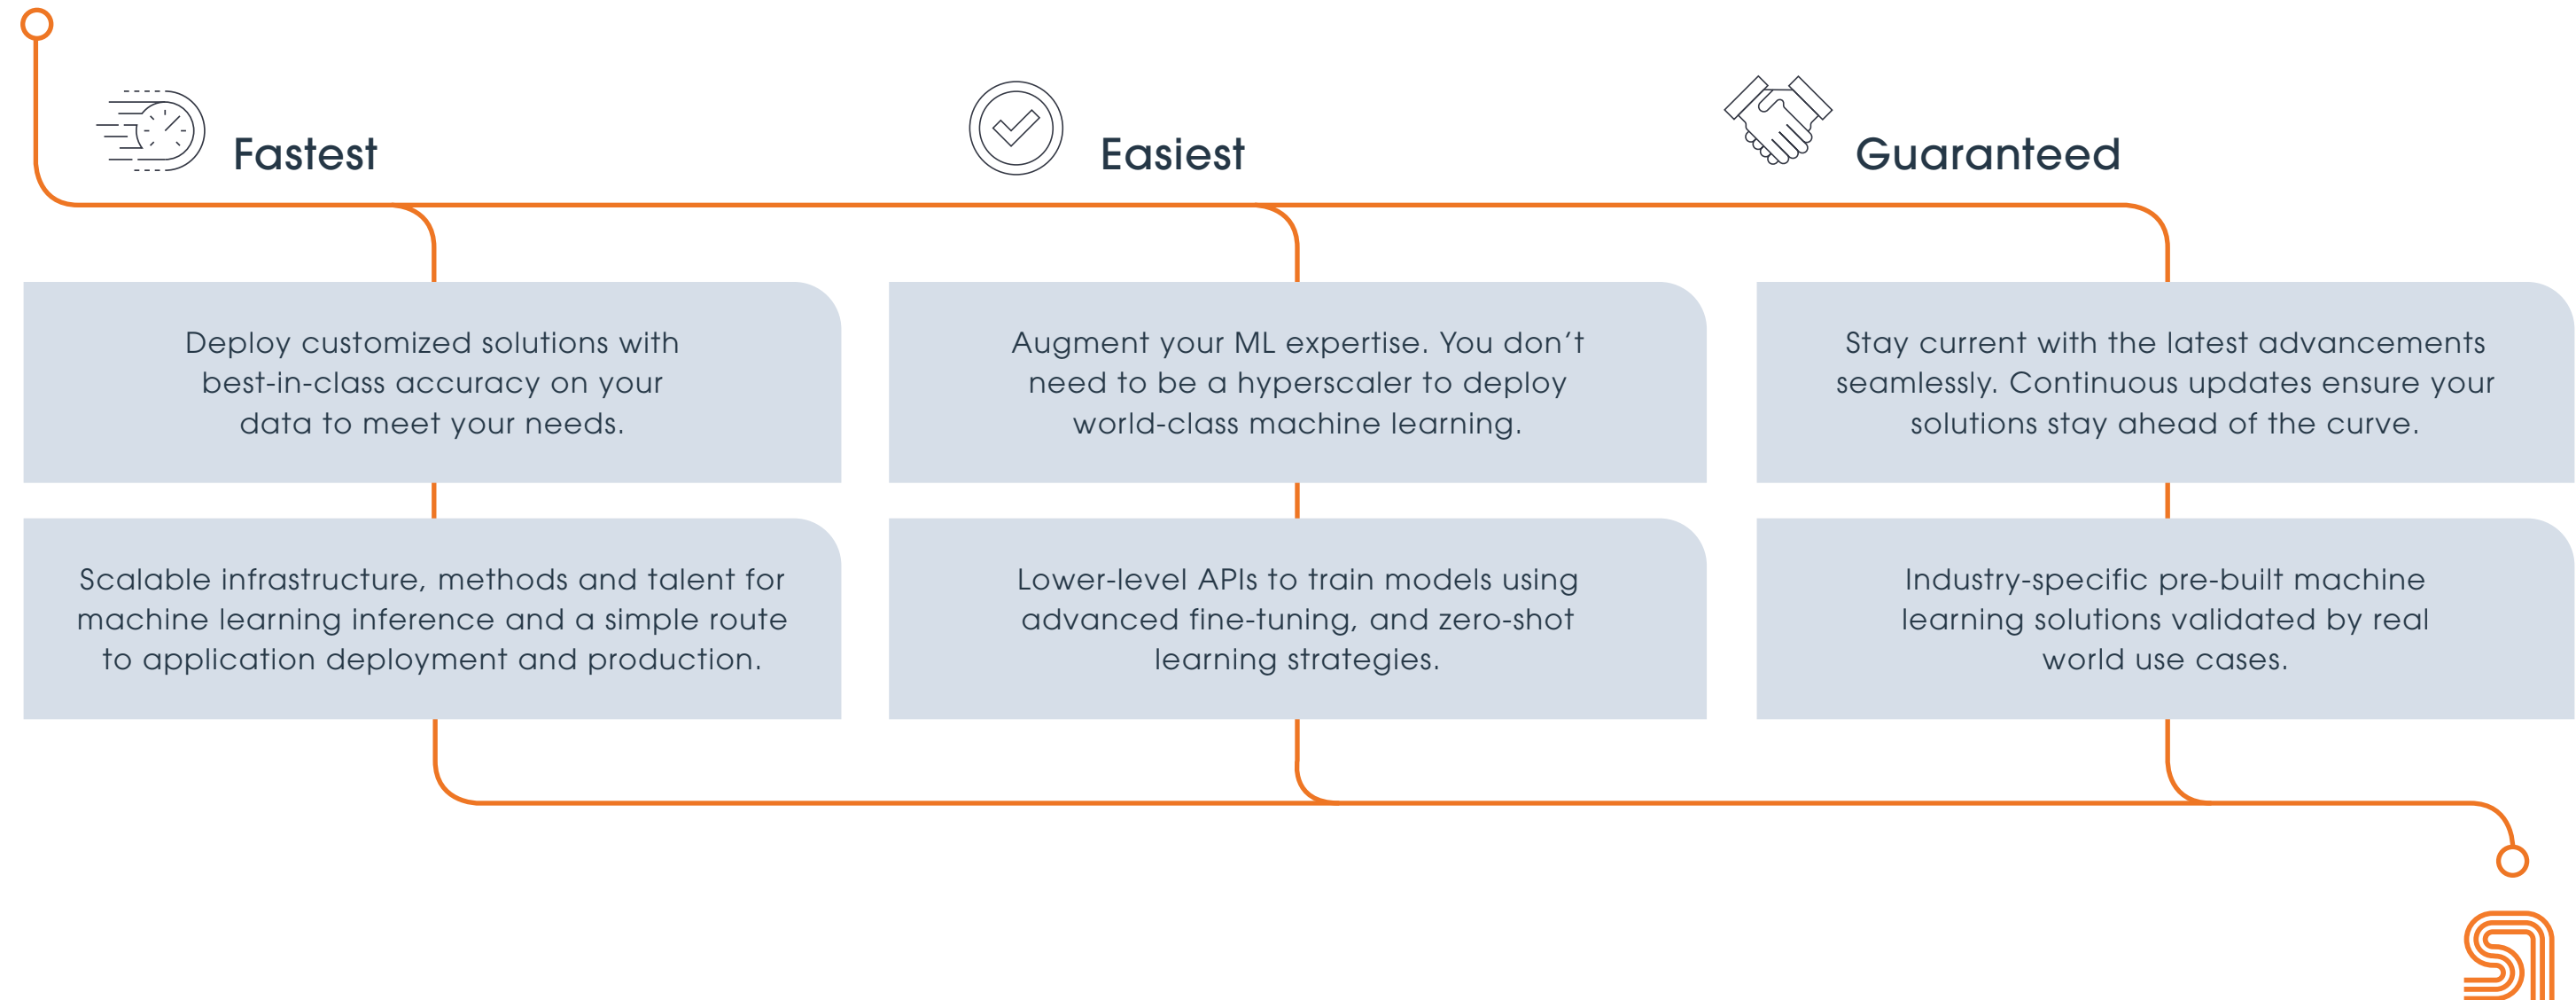 Fastest
Deploy customized solutions with
best-in-class accuracy on your
data to meet your needs.
Scalable infrastructure, methods and talent for
machine learning inference and a simple route
to application deployment and production.
Easiest
Augment your ML expertise. You don’t
need to be a hyperscaler to deploy
world-class machine learning.
Lower-level APIs to train models using
advanced fine-tuning, and zero-shot
learning strategies.
Guaranteed
Stay current with the latest advancements
seamlessly. Continuous updates ensure your
solutions stay ahead of the curve.
Industry-specific pre-built machine
learning solutions validated by real
world use cases.